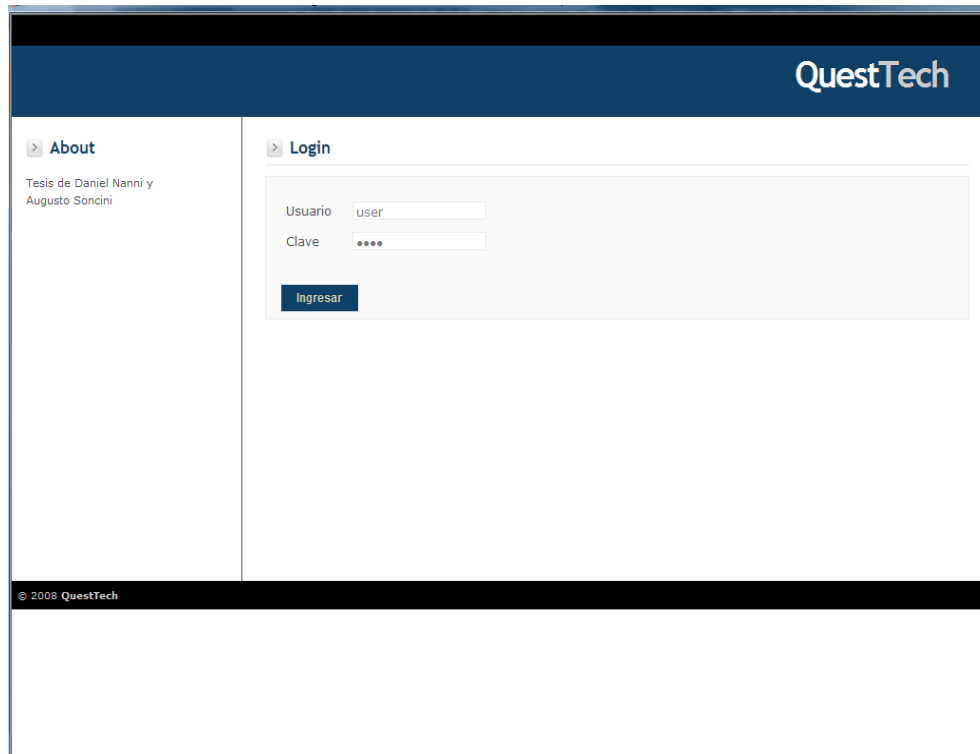 QuestTech
About
Tesis de Daniel Nanni y
Augusto Soncini
Login
Usuario user
Clave ••••
Ingresar
© 2008 QuestTech